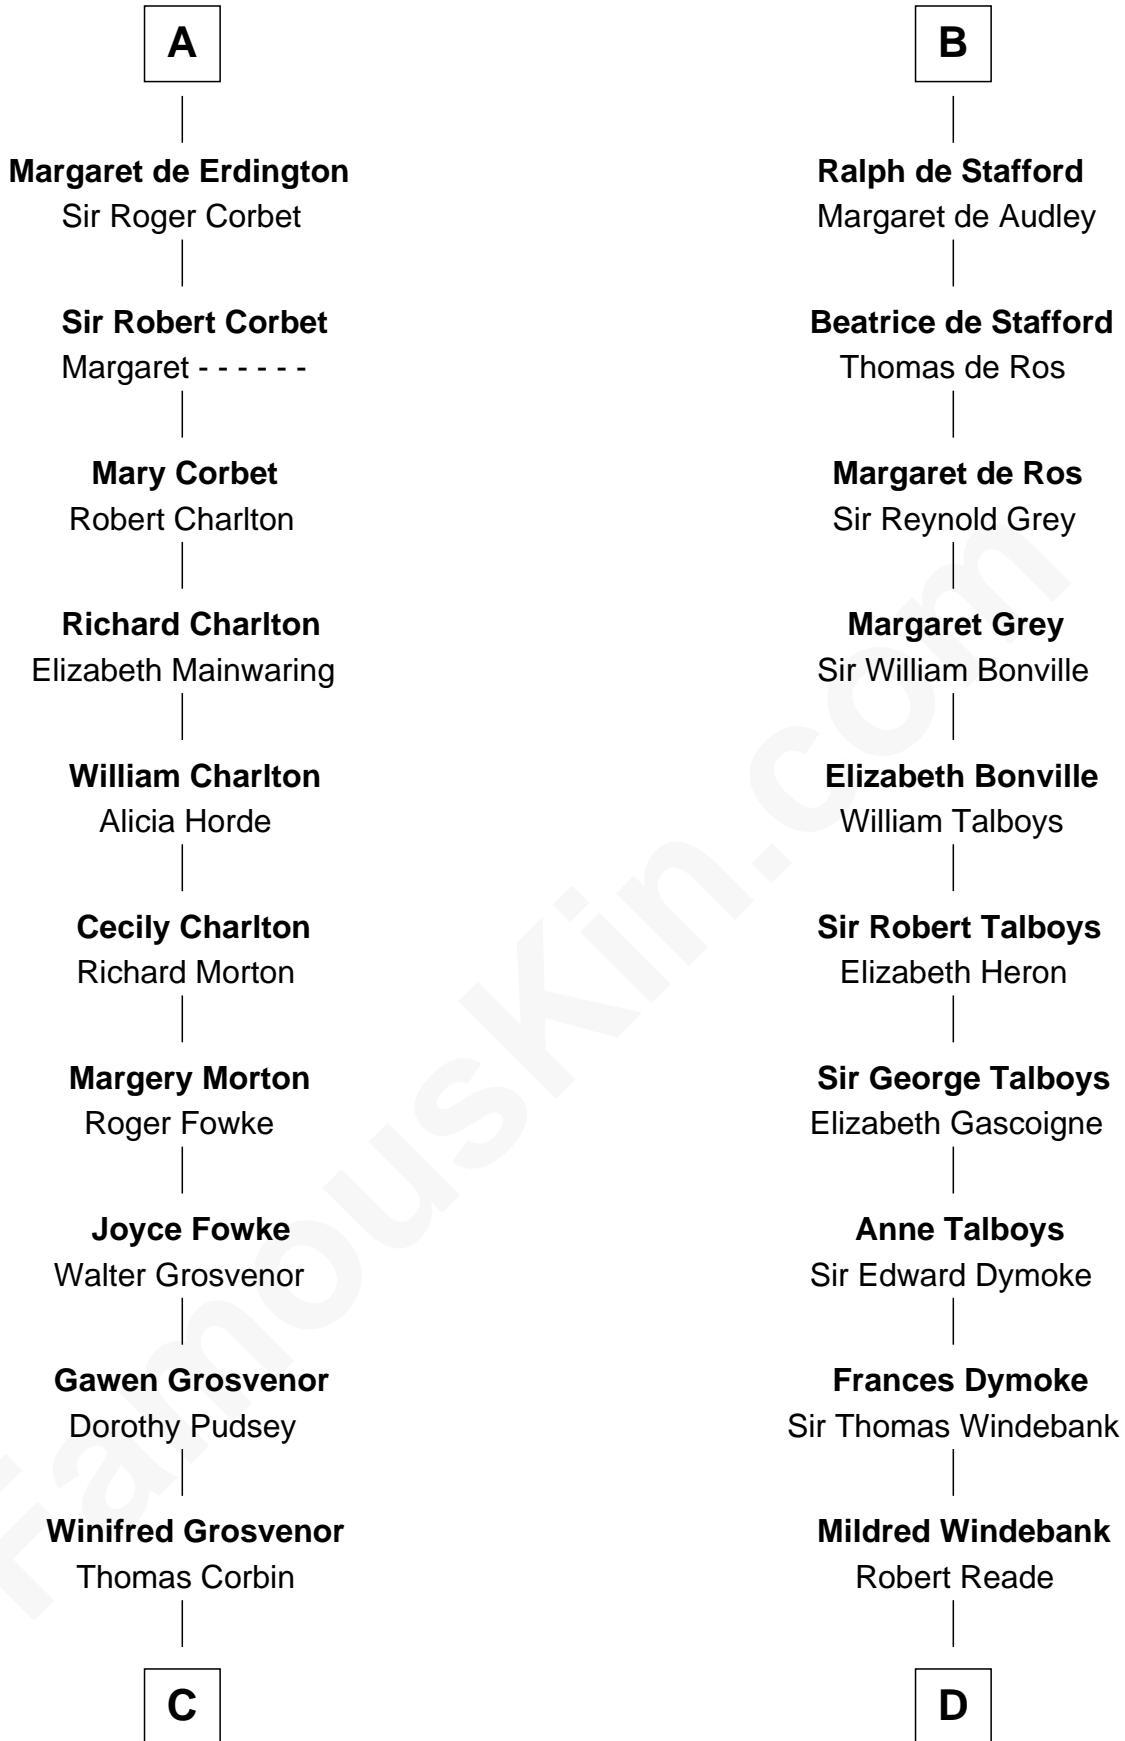 A
Margaret de Erdington
Sir Roger Corbet
Sir Robert Corbet
Margaret - - - - - -
Mary Corbet
Robert Charlton
Richard Charlton
Elizabeth Mainwaring
William Charlton
Alicia Horde
Cecily Charlton
Richard Morton
Margery Morton
Roger Fowke
Joyce Fowke
Walter Grosvenor
Gawen Grosvenor
Dorothy Pudsey
Winifred Grosvenor
Thomas Corbin
C
B
Ralph de Stafford
Margaret de Audley
Beatrice de Stafford
Thomas de Ros
Margaret de Ros
Sir Reynold Grey
Margaret Grey
Sir William Bonville
Elizabeth Bonville
William Talboys
Sir Robert Talboys
Elizabeth Heron
Sir George Talboys
Elizabeth Gascoigne
Anne Talboys
Sir Edward Dymoke
Frances Dymoke
Sir Thomas Windebank
Mildred Windebank
Robert Reade
D
FamousKin.com